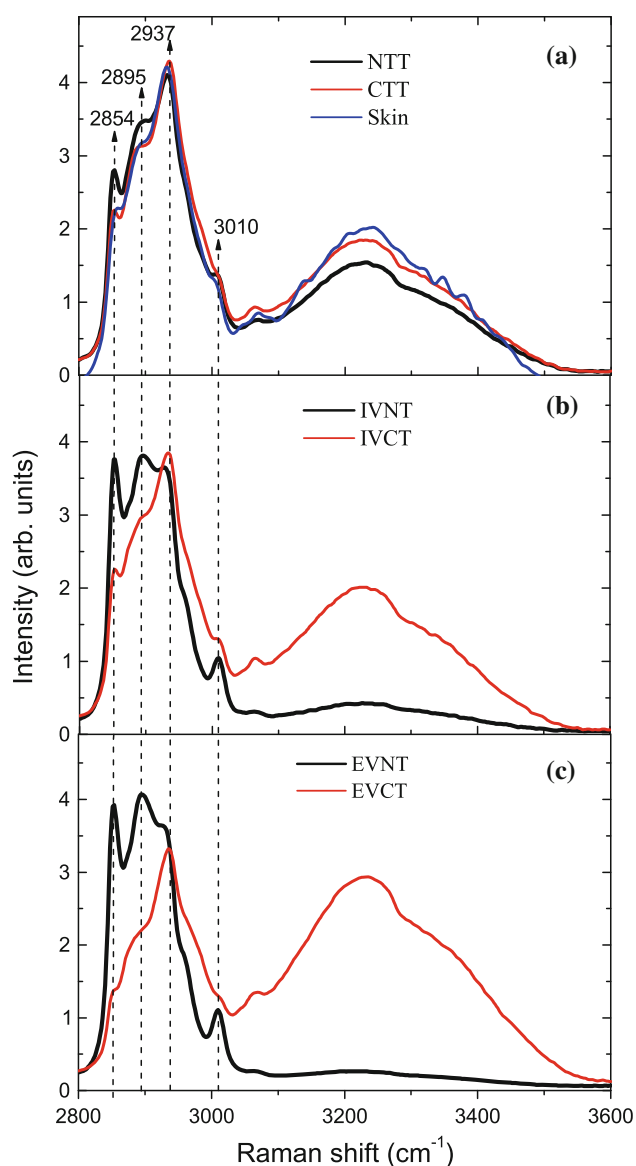 2937
2895
2854
3010
(a)
NTT
CTT
Skin
4
3
2
1
0
(b)
IVNT
IVCT
4
3
2
1
0
(c)
EVNT
EVCT
4
3
2
1
0
Intensity (arb. units)
2800 3000 3200 3400 3600
Raman shift (cm⁻¹)